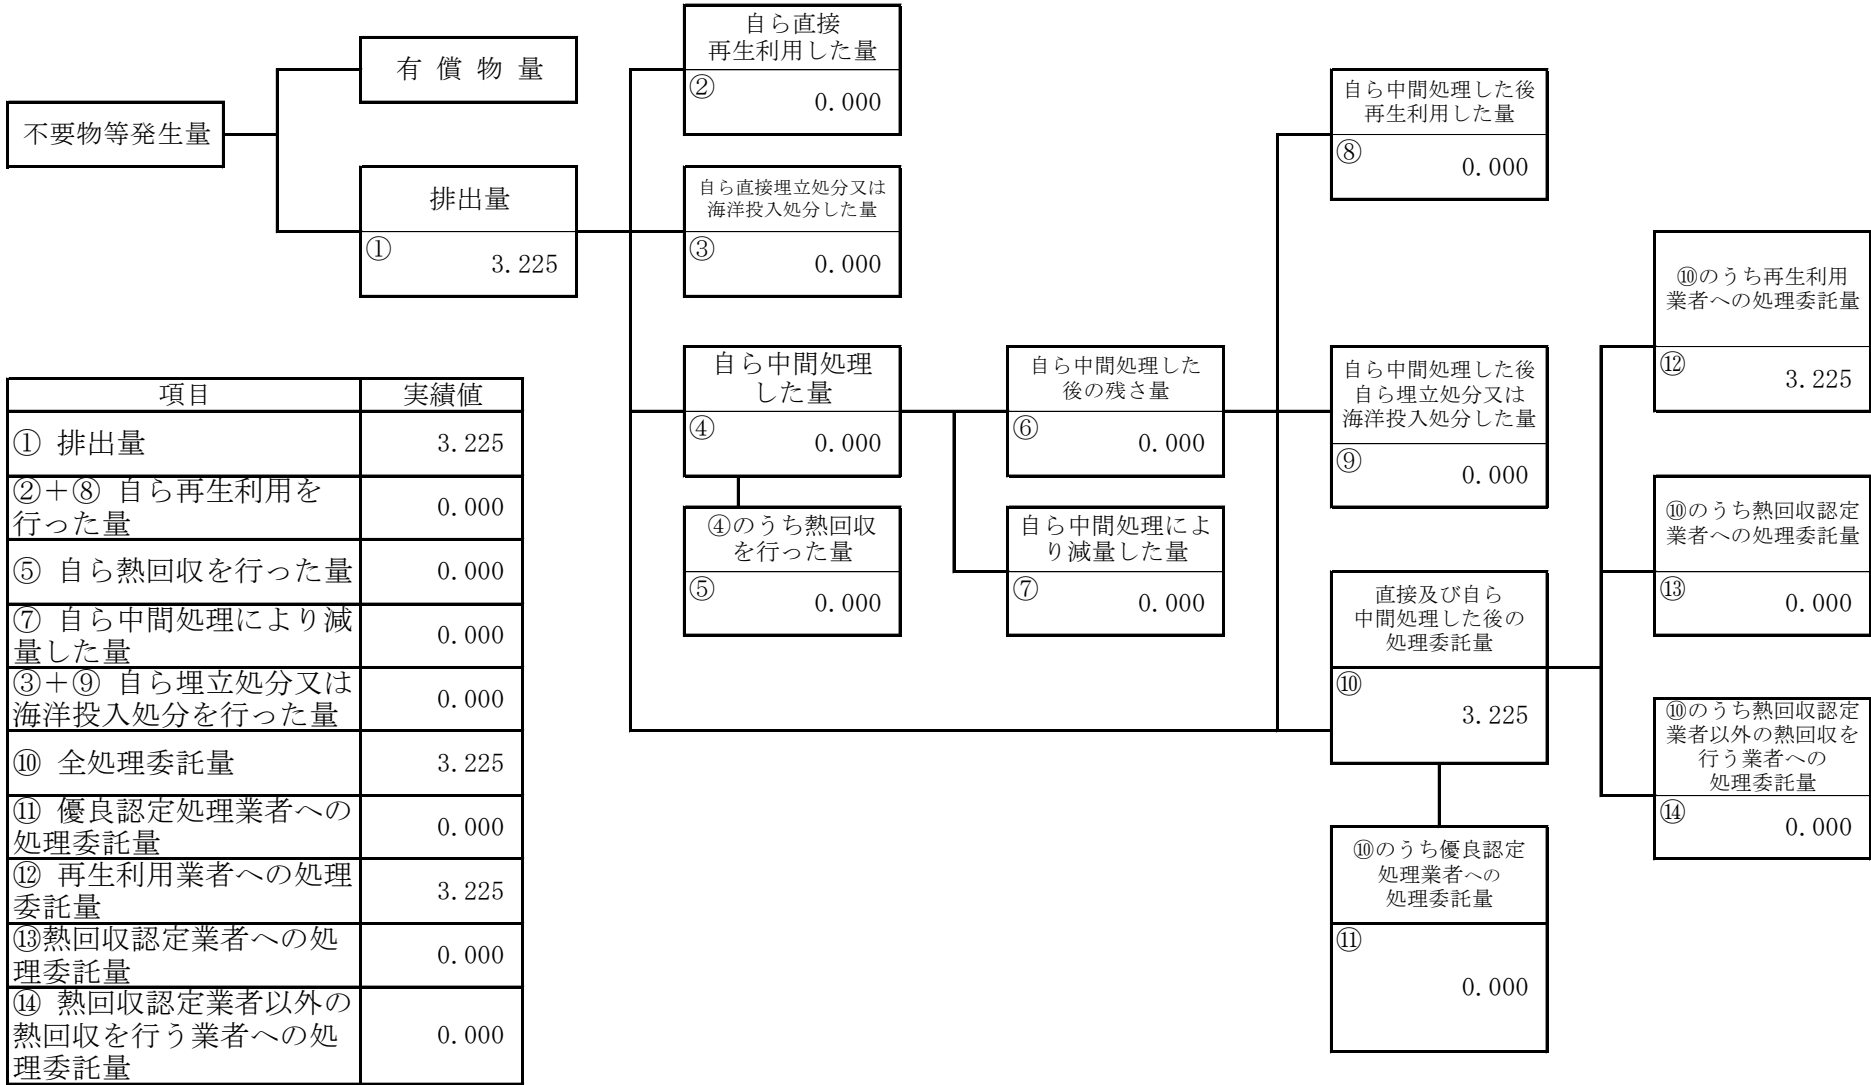 不要物等発生量
有 償 物 量
排出量
①
3.225
自ら直接
再生利用した量
②
0.000
自ら直接埋立処分又は
海洋投入処分した量
③
0.000
自ら中間処理
した量
④
0.000
④のうち熱回収
を行った量
⑤
0.000
自ら中間処理した
後の残さ量
⑥
0.000
自ら中間処理によ
り減量した量
⑦
0.000
自ら中間処理した後
再生利用した量
⑧
0.000
自ら中間処理した後
自ら埋立処分又は
海洋投入処分した量
⑨
0.000
直接及び自ら
中間処理した後の
処理委託量
⑩
3.225
⑩のうち優良認定
処理業者への
処理委託量
⑪
0.000
⑩のうち再生利用
業者への処理委託量
⑫
3.225
⑩のうち熱回収認定
業者への処理委託量
⑬
0.000
⑩のうち熱回収認定
業者以外の熱回収を
行う業者への
処理委託量
⑭
0.000
項目 実績値
① 排出量 3.225
②＋⑧ 自ら再生利用を
行った量 0.000
⑤ 自ら熱回収を行った量 0.000
⑦ 自ら中間処理により減
量した量 0.000
③＋⑨ 自ら埋立処分又は
海洋投入処分を行った量 0.000
⑩ 全処理委託量 3.225
⑪ 優良認定処理業者への
処理委託量 0.000
⑫ 再生利用業者への処理
委託量 3.225
⑬熱回収認定業者への処
理委託量 0.000
⑭ 熱回収認定業者以外の
熱回収を行う業者への処 0.000
理委託量